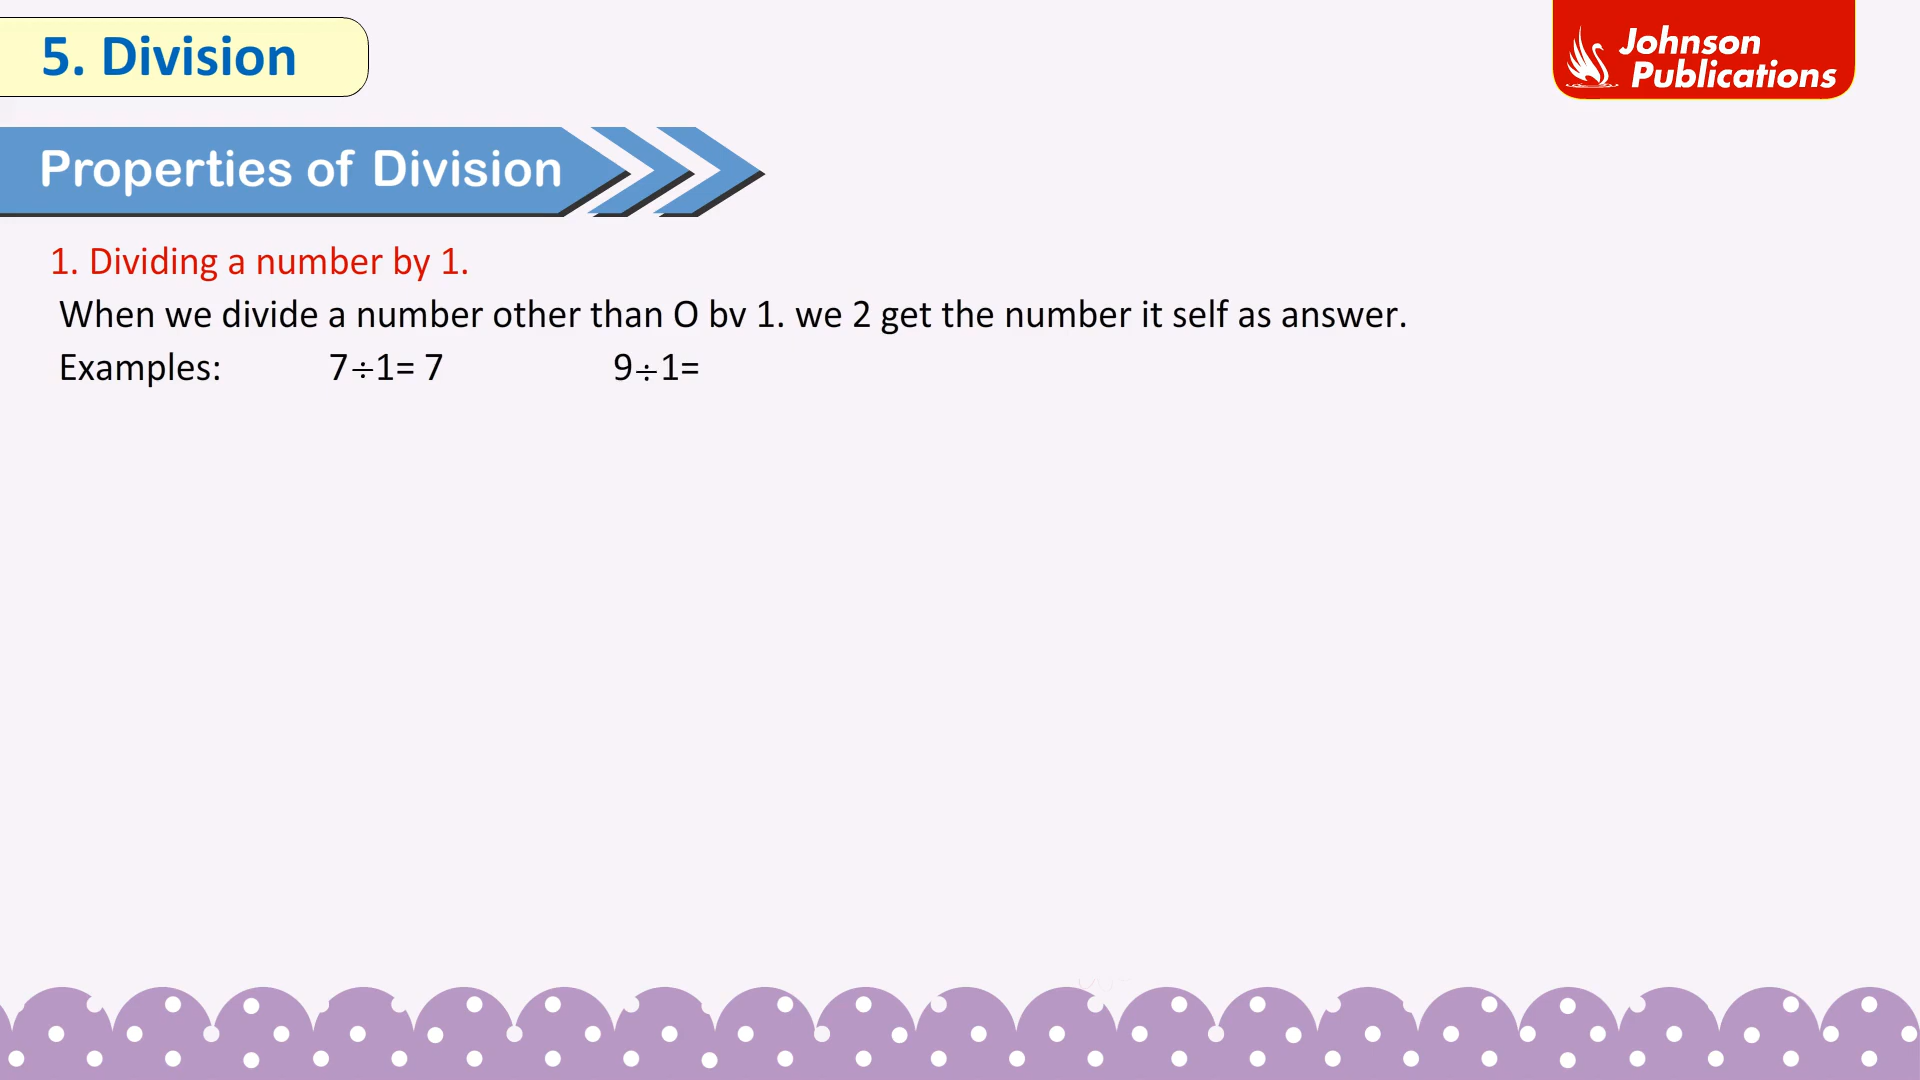 5. Division
Johnson
Publications
Properties of Division
1. Dividing a number by 1.
When we divide a number other than O bv 1. we 2 get the number it self as answer.
Examples: 7÷1= 7 9÷1=